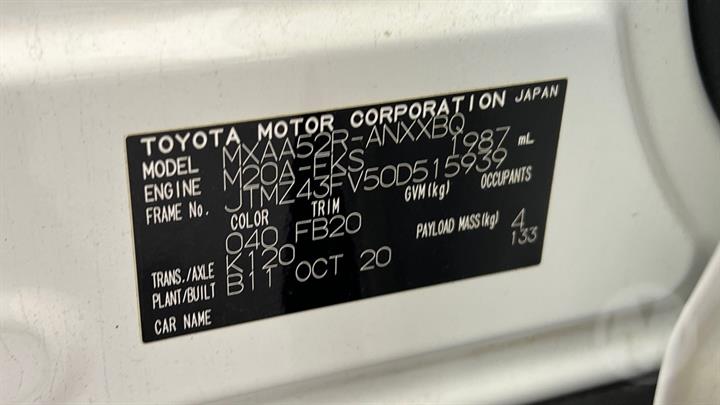 TOYOTA MOTOR CORPORATION JAPAN
MODEL MXAA52R-ANXXBQ
ENGINE M20A-FKS 1987 mL
FRAME No. JTMZ43FV50D515939
COLOR TRIM GVM(kg) OCCUPANTS
040 FB20 4
TRANS./AXLE K120 PAYLOAD MASS(kg) 133
PLANT/BUILT B1T OCT 20
CAR NAME